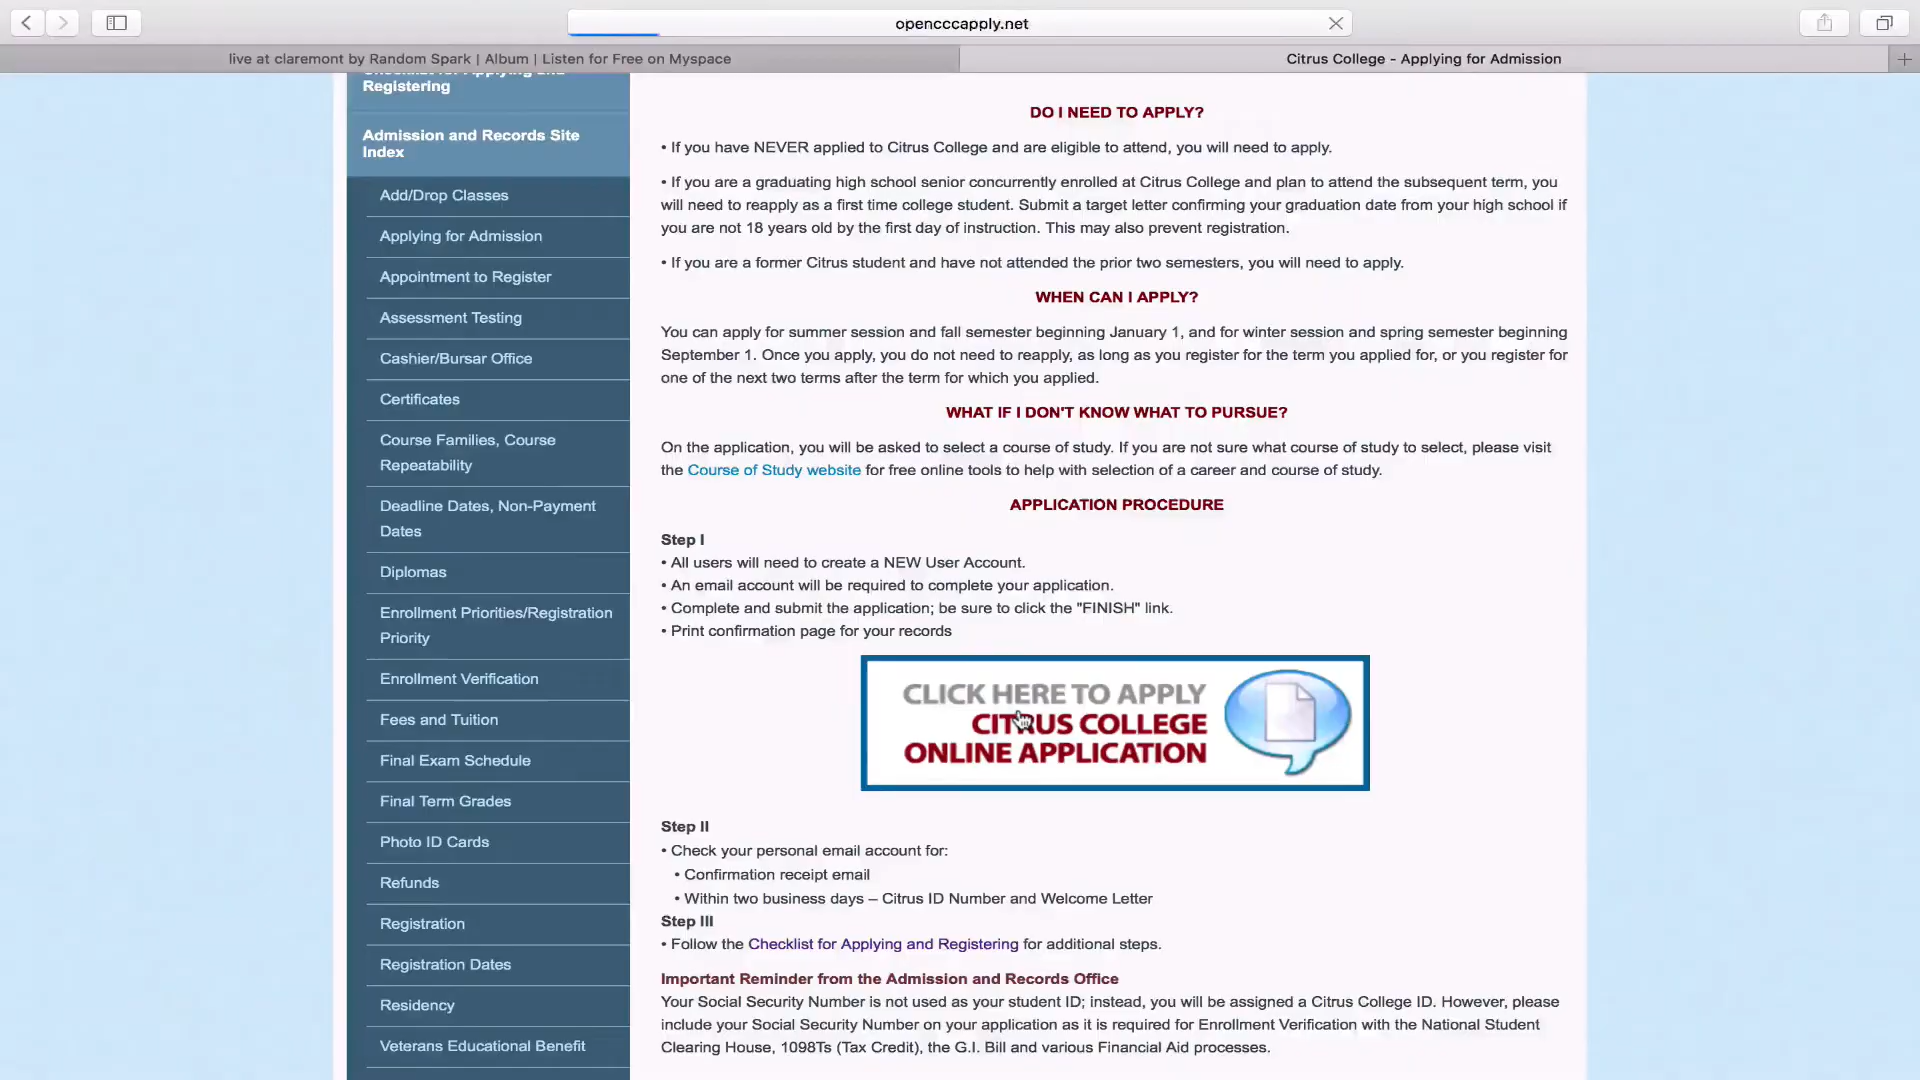 opencccapply.net
live at claremont by Random Spark | Album | Listen for Free on Myspace
Citrus College - Applying for Admission
Checklist for Applying and
Registering
Admission and Records Site
Index
Add/Drop Classes
Applying for Admission
Appointment to Register
Assessment Testing
Cashier/Bursar Office
Certificates
Course Families, Course
Repeatability
Deadline Dates, Non-Payment
Dates
Diplomas
Enrollment Priorities/Registration
Priority
Enrollment Verification
Fees and Tuition
Final Exam Schedule
Final Term Grades
Photo ID Cards
Refunds
Registration
Registration Dates
Residency
Veterans Educational Benefit
DO I NEED TO APPLY?
• If you have NEVER applied to Citrus College and are eligible to attend, you will need to apply.
• If you are a graduating high school senior concurrently enrolled at Citrus College and plan to attend the subsequent term, you
will need to reapply as a first time college student. Submit a target letter confirming your graduation date from your high school if
you are not 18 years old by the first day of instruction. This may also prevent registration.
• If you are a former Citrus student and have not attended the prior two semesters, you will need to apply.
WHEN CAN I APPLY?
You can apply for summer session and fall semester beginning January 1, and for winter session and spring semester beginning
September 1. Once you apply, you do not need to reapply, as long as you register for the term you applied for, or you register for
one of the next two terms after the term for which you applied.
WHAT IF I DON'T KNOW WHAT TO PURSUE?
On the application, you will be asked to select a course of study. If you are not sure what course of study to select, please visit
the Course of Study website for free online tools to help with selection of a career and course of study.
APPLICATION PROCEDURE
Step I
• All users will need to create a NEW User Account.
• An email account will be required to complete your application.
• Complete and submit the application; be sure to click the "FINISH" link.
• Print confirmation page for your records
CLICK HERE TO APPLY
CITRUS COLLEGE
ONLINE APPLICATION
Step II
• Check your personal email account for:
• Confirmation receipt email
• Within two business days – Citrus ID Number and Welcome Letter
Step III
• Follow the Checklist for Applying and Registering for additional steps.
Important Reminder from the Admission and Records Office
Your Social Security Number is not used as your student ID; instead, you will be assigned a Citrus College ID. However, please
include your Social Security Number on your application as it is required for Enrollment Verification with the National Student
Clearing House, 1098Ts (Tax Credit), the G.I. Bill and various Financial Aid processes.